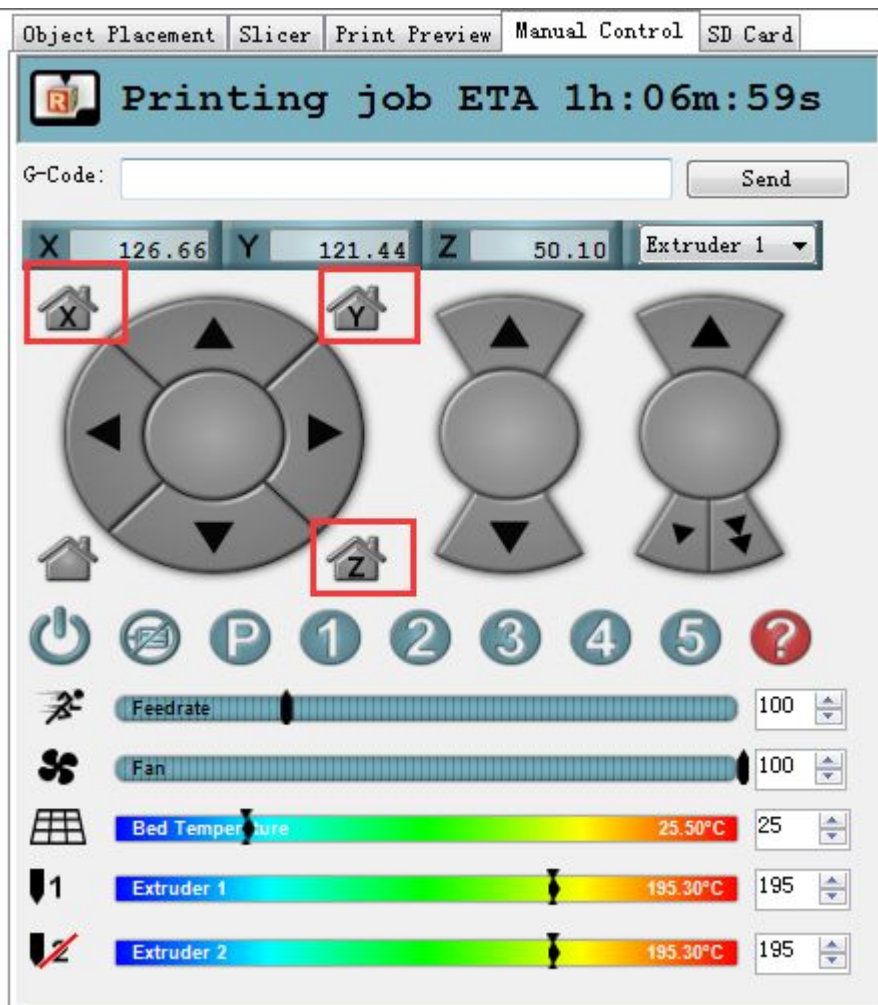 Object Placement Slicer Print Preview Manual Control SD Card
R Printing job ETA 1h:06m:59s
G-Code: Send
X 126.66 Y 121.44 Z 50.10 Extruder 1
X Y
Z
P 1 2 3 4 5 ?
Feedrate 100
Fan 100
Bed Temperature 25.50°C 25
1 Extruder 1 195.30°C 195
2 Extruder 2 195.30°C 195